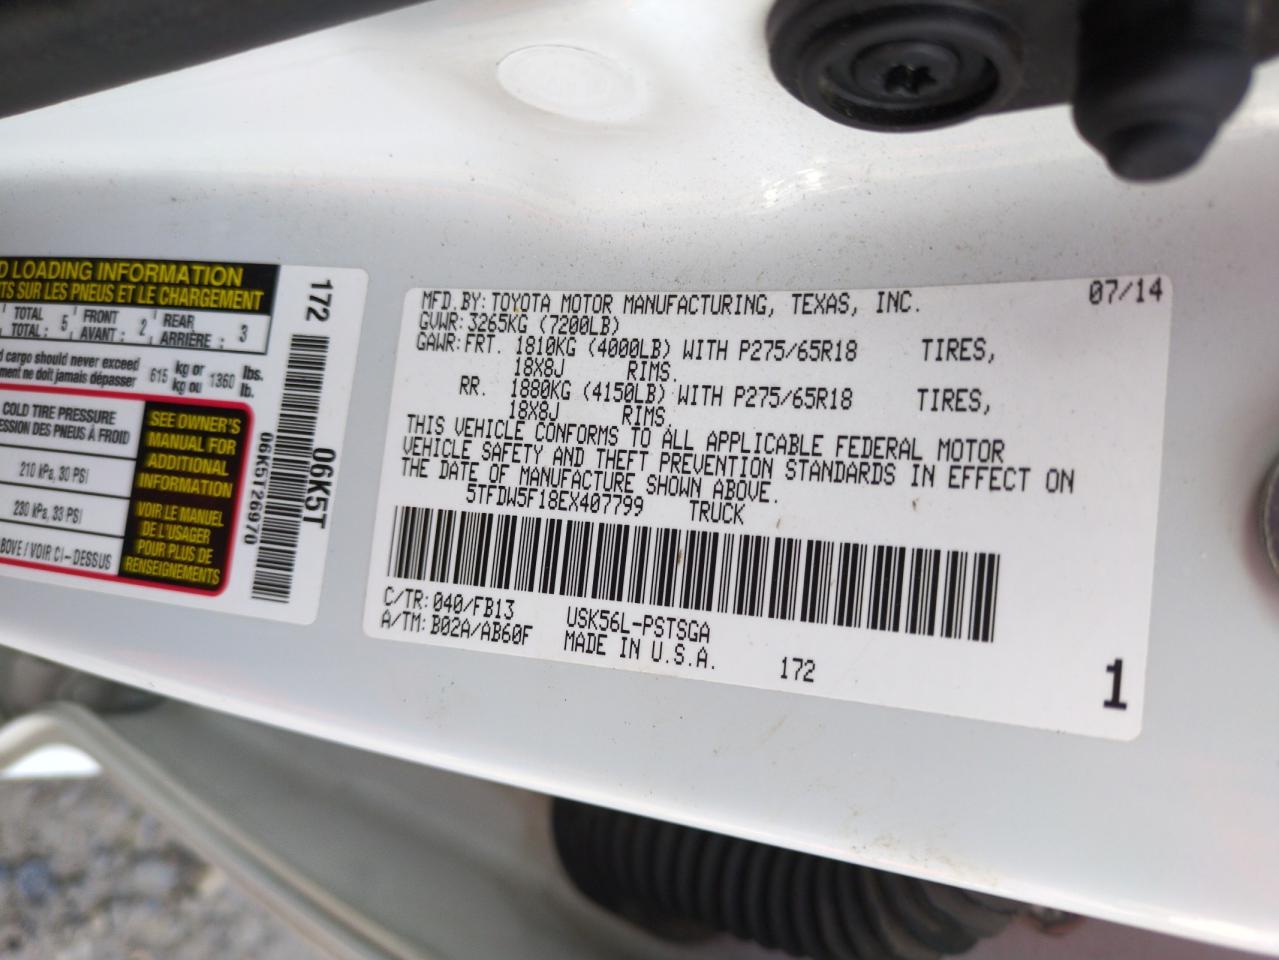 D LOADING INFORMATION
TS SUR LES PNEUS ET LE CHARGEMENT
TOTAL 5 FRONT 2 REAR 3
TOTAL : AVANT : ARRIÈRE :
d cargo should never exceed 615 kg or 1360 lbs.
ment ne doit jamais dépasser kg ou lb.
COLD TIRE PRESSURE
ESSION DES PNEUS À FROID
210 kPa, 30 PSI
230 kPa, 33 PSI
ABOVE / VOIR CI-DESSUS
SEE OWNER'S
MANUAL FOR
ADDITIONAL
INFORMATION
VOIR LE MANUEL
DE L'USAGER
POUR PLUS DE
RENSEIGNEMENTS
172
06K5T
06K5T26970
MFD.BY: TOYOTA MOTOR MANUFACTURING, TEXAS, INC. 07/14
GVWR: 3265KG (7200LB)
GAWR: FRT. 1810KG (4000LB) WITH P275/65R18 TIRES,
18X8J RIMS.
RR. 1880KG (4150LB) WITH P275/65R18 TIRES,
18X8J RIMS.
THIS VEHICLE CONFORMS TO ALL APPLICABLE FEDERAL MOTOR
VEHICLE SAFETY AND THEFT PREVENTION STANDARDS IN EFFECT ON
THE DATE OF MANUFACTURE SHOWN ABOVE.
5TFDW5F18EX407799 TRUCK
C/TR: 040/FB13 USK56L-PSTSGA
A/TM: B02A/AB60F MADE IN U.S.A. 172
1